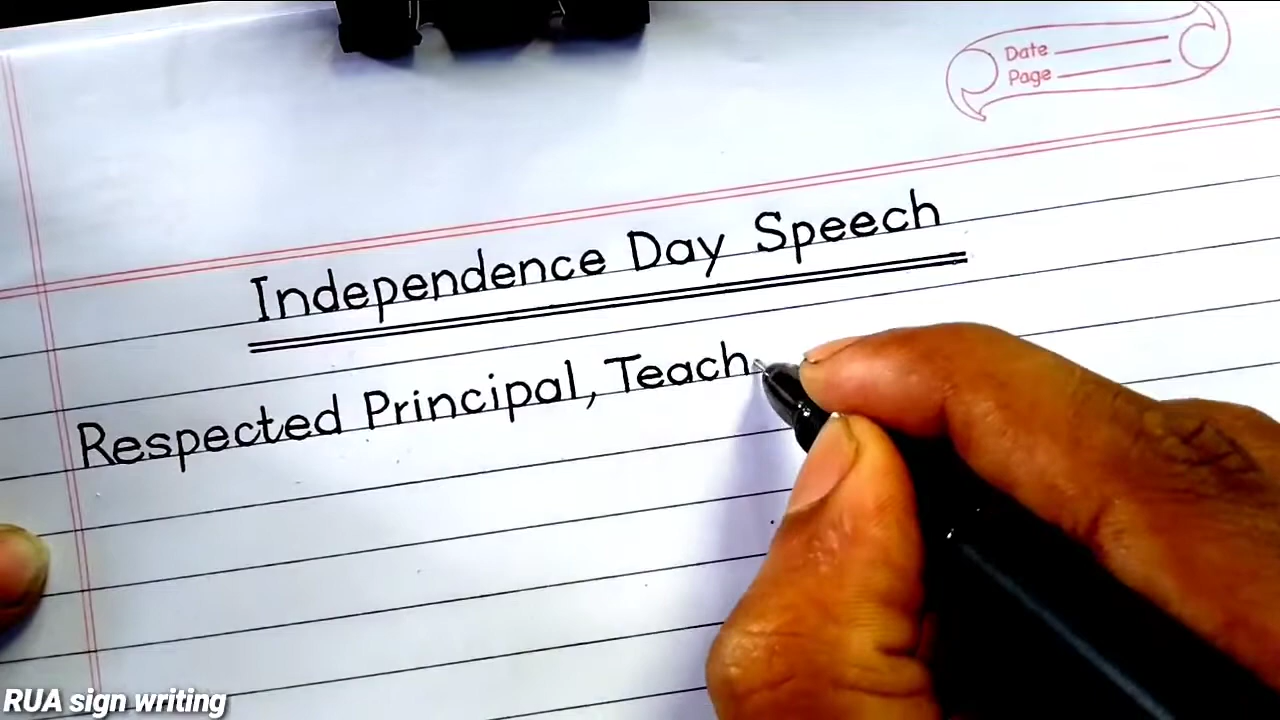 Date
Page
Independence Day Speech
Respected Principal, Teach
RUA sign writing